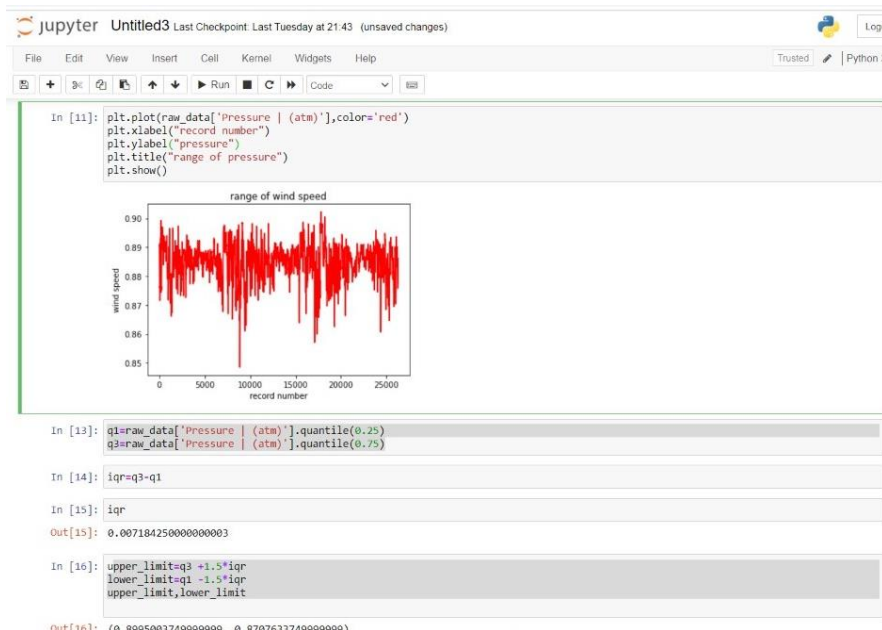 jupyter Untitled3 Last Checkpoint: Last Tuesday at 21:43 (unsaved changes)
File Edit View Insert Cell Kernel Widgets Help
Trusted Python
Run Code
In [11]: plt.plot(raw_data['Pressure | (atm)'],color='red')
plt.xlabel("record number")
plt.ylabel("pressure")
plt.title("range of pressure")
plt.show()
range of wind speed
wind speed
0.90
0.89
0.88
0.87
0.86
0.85
0 5000 10000 15000 20000 25000
record number
In [13]: q1=raw_data['Pressure | (atm)'].quantile(0.25)
q3=raw_data['Pressure | (atm)'].quantile(0.75)
In [14]: iqr=q3-q1
In [15]: iqr
Out[15]: 0.007184250000000003
In [16]: upper_limit=q3 +1.5*iqr
lower_limit=q1 -1.5*iqr
upper_limit,lower_limit
Out[16]: (0.8995003749999999, 0.8707633749999999)